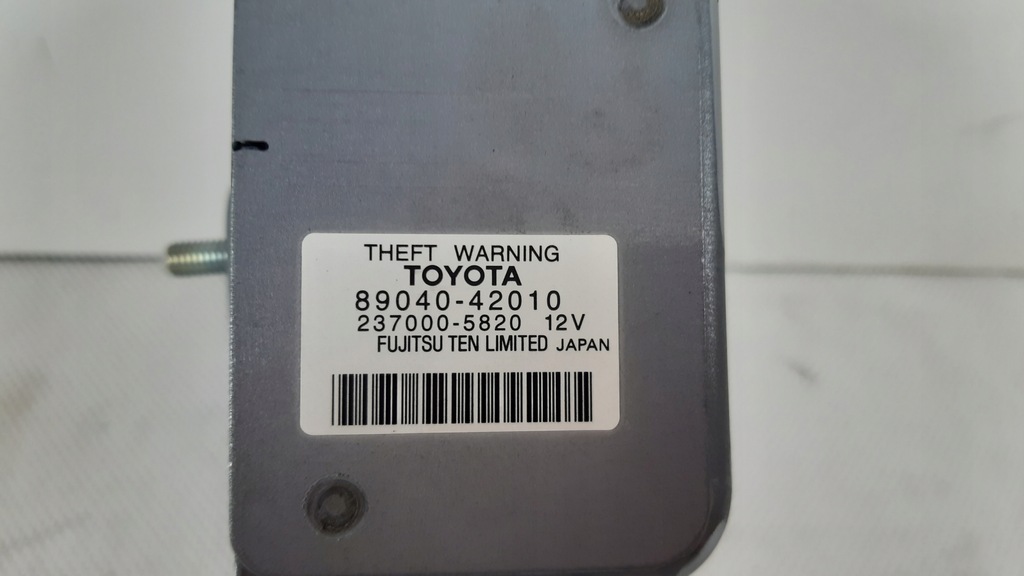 THEFT WARNING
TOYOTA
89040-42010
237000-5820 12V
FUJITSU TEN LIMITED JAPAN